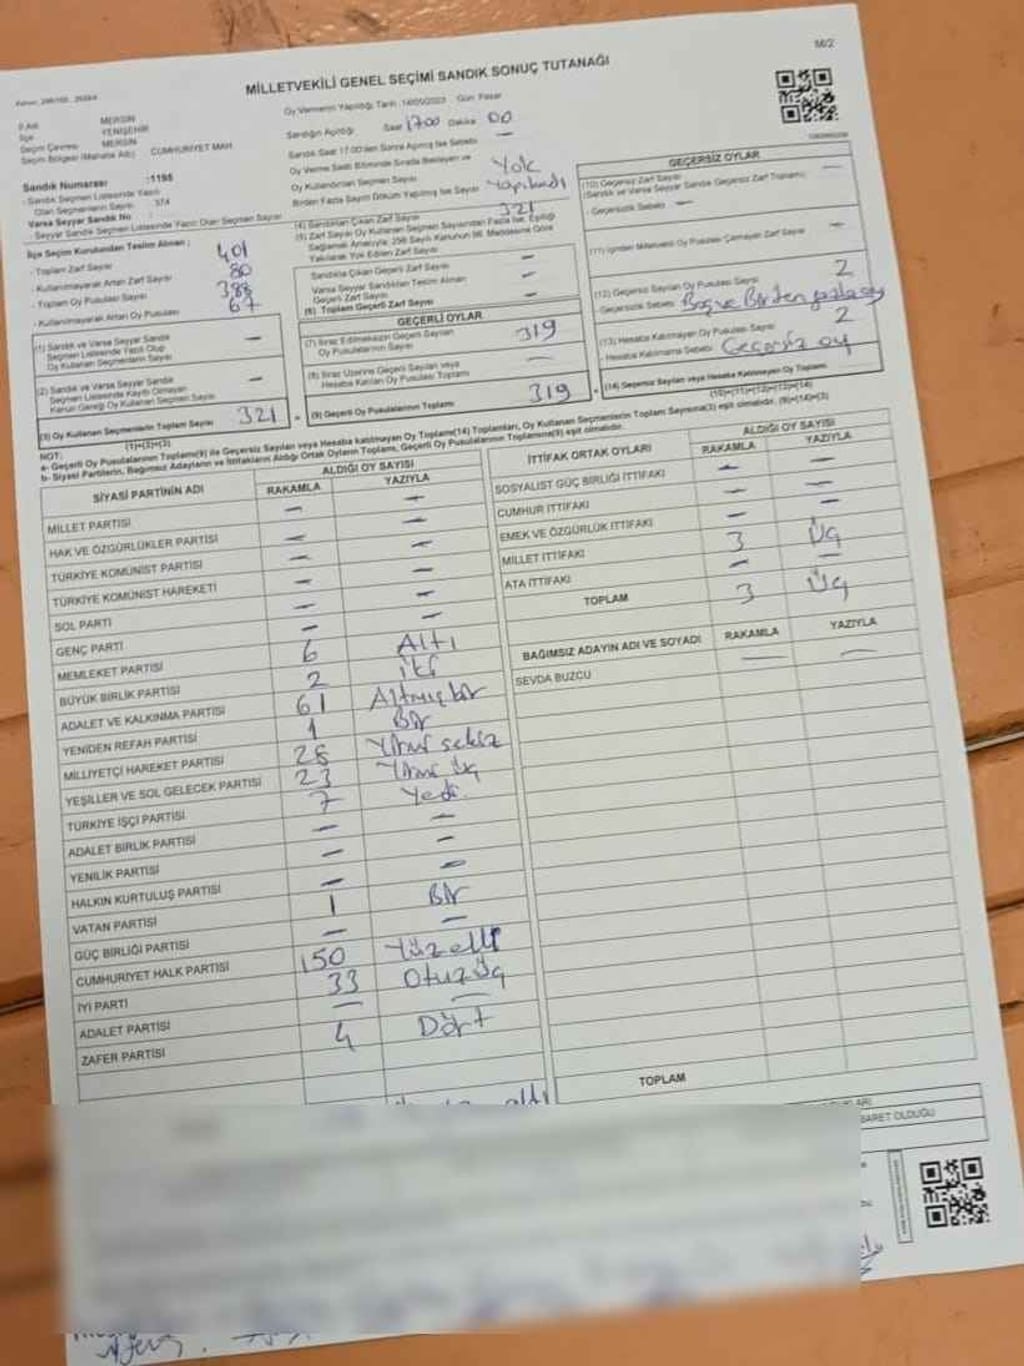 56/2
MİLLETVEKİLİ GENEL SEÇİMİ SANDIK SONUÇ TUTANAĞI
İl Adı MERSİN
İlçe YENİŞEHİR
Seçim Çevresi MERSİN
Seçim Bölgesi (Mahalle Adı) CUMHURİYET MAH.
Sandık Numarası :1195
- Sandık Seçmen Listesinde Yazılı
Olan Seçmenlerin Sayısı 374
Varsa Seyyar Sandık No :
- Seyyar Sandık Seçmen Listesinde Yazılı Olan Seçmen Sayısı
İlçe Seçim Kurulundan Teslim Alınan ;
- Toplam Zarf Sayısı 401
- Kullanılmayarak Artan Zarf Sayısı 80
- Toplam Oy Pusulası Sayısı 388
- Kullanılmayarak Artan Oy Pusulası 67
(1) Sandık ve Varsa Seyyar Sandık
Seçmen Listesinde Yazılı Olup
Oy Kullanan Seçmenlerin Sayısı —
(2) Sandık ve Varsa Seyyar Sandık
Seçmen Listesinde Kayıtlı Olmayan
Kanun Gereği Oy Kullanan Seçmen Sayısı —
(3) Oy Kullanan Seçmenlerin Toplam Sayısı 321
(1)+(2)=(3)
Oy Vermenin Yapıldığı Tarih :14/05/2023 Gün: Pazar
Sandığın Açıldığı Saat 17.00 Dakika 00
Sandık Saat 17.00'den Sonra Açılmış İse Sebebi —
Oy Verme Saati Bitiminde Sırada Bekleyen ve
Oy Kullandırılan Seçmen Sayısı Yok
Birden Fazla Sayım Döküm Yapılmış İse Sayısı Yapılmadı
(4) Sandıktan Çıkan Zarf Sayısı 321
(5) Zarf Sayısı Oy Kullanan Seçmen Sayısından Fazla İse, Eşitliği
Sağlamak Amacıyla; 298 Sayılı Kanunun 98. Maddesine Göre
Yakılarak Yok Edilen Zarf Sayısı
Sandıkta Çıkan Geçerli Zarf Sayısı —
Varsa Seyyar Sandıktan Teslim Alınan
Geçerli Zarf Sayısı —
(6) Toplam Geçerli Zarf Sayısı —
GEÇERLİ OYLAR
(7) İtiraz Edilmeksizin Geçerli Sayılan
Oy Pusulalarının Sayısı 319
(8) İtiraz Üzerine Geçerli Sayılan veya
Hesaba Katılan Oy Pusulası Toplamı —
(9) Geçerli Oy Pusulalarının Toplamı 319
GEÇERSİZ OYLAR
(10) Geçersiz Zarf Sayısı
(Sandık ve Varsa Seyyar Sandık Geçersiz Zarf Toplamı) —
- Geçersizlik Sebebi —
(11) İçinden Milletvekili Oy Pusulası Çıkmayan Zarf Sayısı —
(12) Geçersiz Sayılan Oy Pusulası Sayısı 2
- Geçersizlik Sebebi Boş ve Birden fazla oy
(13) Hesaba Katılmayan Oy Pusulası Sayısı 2
- Hesaba Katılmama Sebebi Geçersiz oy
(14) Geçersiz Sayılan veya Hesaba Katılmayan Oy Toplamı
(10)+(11)+(12)+(13)=(14)
NOT:
a- Geçerli Oy Pusulalarının Toplamı(9) ile Geçersiz Sayılan veya Hesaba katılmayan Oy Toplamı(14) Toplamları, Oy Kullanan Seçmenlerin Toplam Sayısına(3) eşit olmalıdır. (9)+(14)=(3)
b- Siyasi Partilerin, Bağımsız Adayların ve İttifakların Aldığı Ortak Oyların Toplamı, Geçerli Oy Pusulalarının Toplamına(9) eşit olmalıdır.
SİYASİ PARTİNİN ADI ALDIĞI OY SAYISI
RAKAMLA YAZIYLA
MİLLET PARTİSİ — —
HAK VE ÖZGÜRLÜKLER PARTİSİ — —
TÜRKİYE KOMÜNİST PARTİSİ — —
TÜRKİYE KOMÜNİST HAREKETİ — —
SOL PARTİ — —
GENÇ PARTİ — —
MEMLEKET PARTİSİ 6 Altı
BÜYÜK BİRLİK PARTİSİ 2 iki
ADALET VE KALKINMA PARTİSİ 61 Altmış bir
YENİDEN REFAH PARTİSİ 1 Bir
MİLLİYETÇİ HAREKET PARTİSİ 28 Yirmi sekiz
YEŞİLLER VE SOL GELECEK PARTİSİ 23 Yirmi üç
TÜRKİYE İŞÇİ PARTİSİ 7 Yedi
ADALET BİRLİK PARTİSİ — —
YENİLİK PARTİSİ — —
HALKIN KURTULUŞ PARTİSİ — —
VATAN PARTİSİ 1 Bir
GÜÇ BİRLİĞİ PARTİSİ — —
CUMHURİYET HALK PARTİSİ 150 Yüzelli
İYİ PARTİ 33 Otuzüç
ADALET PARTİSİ — —
ZAFER PARTİSİ 4 Dört
İTTİFAK ORTAK OYLARI ALDIĞI OY SAYISI
RAKAMLA YAZIYLA
SOSYALİST GÜÇ BİRLİĞİ İTTİFAKI — —
CUMHUR İTTİFAKI — —
EMEK VE ÖZGÜRLÜK İTTİFAKI — —
MİLLET İTTİFAKI 3 Üç
ATA İTTİFAKI — —
TOPLAM 3 Üç
BAĞIMSIZ ADAYIN ADI VE SOYADI RAKAMLA YAZIYLA
SEVDA BUZCU — —
TOPLAM